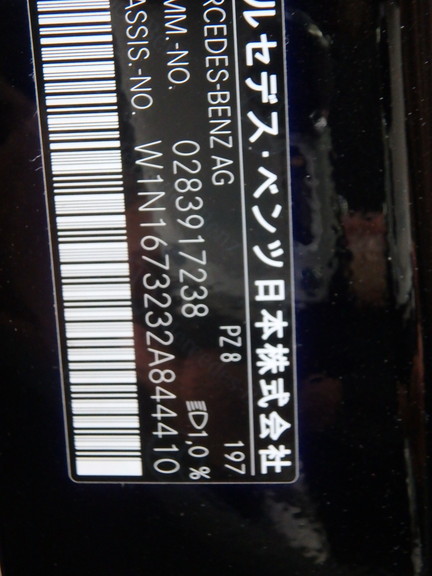 ルセデス・ベンツ日本株式会社
RCEDES-BENZ AG 197
MM.-NO. 0283917238 PZ 8
ASSIS.-NO. W1N1673232A844410
1,0 %